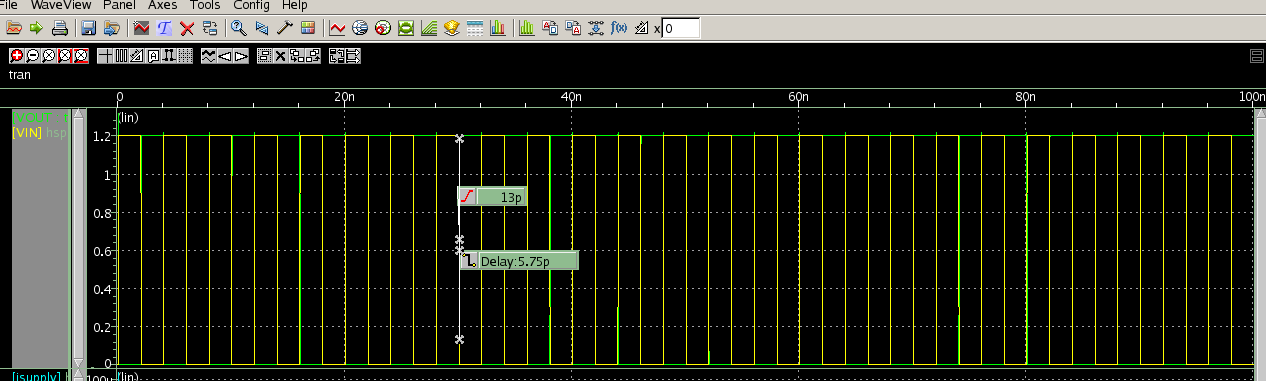 File WaveView Panel Axes Tools Config Help
x 0
tran
0 20n 40n 60n 80n 100n
(lin)
[VIN] hsp
1.2
1
13p
0.8
0.6
Delay:5.75p
0.4
0.2
0
[isupply]
100u
(lin)